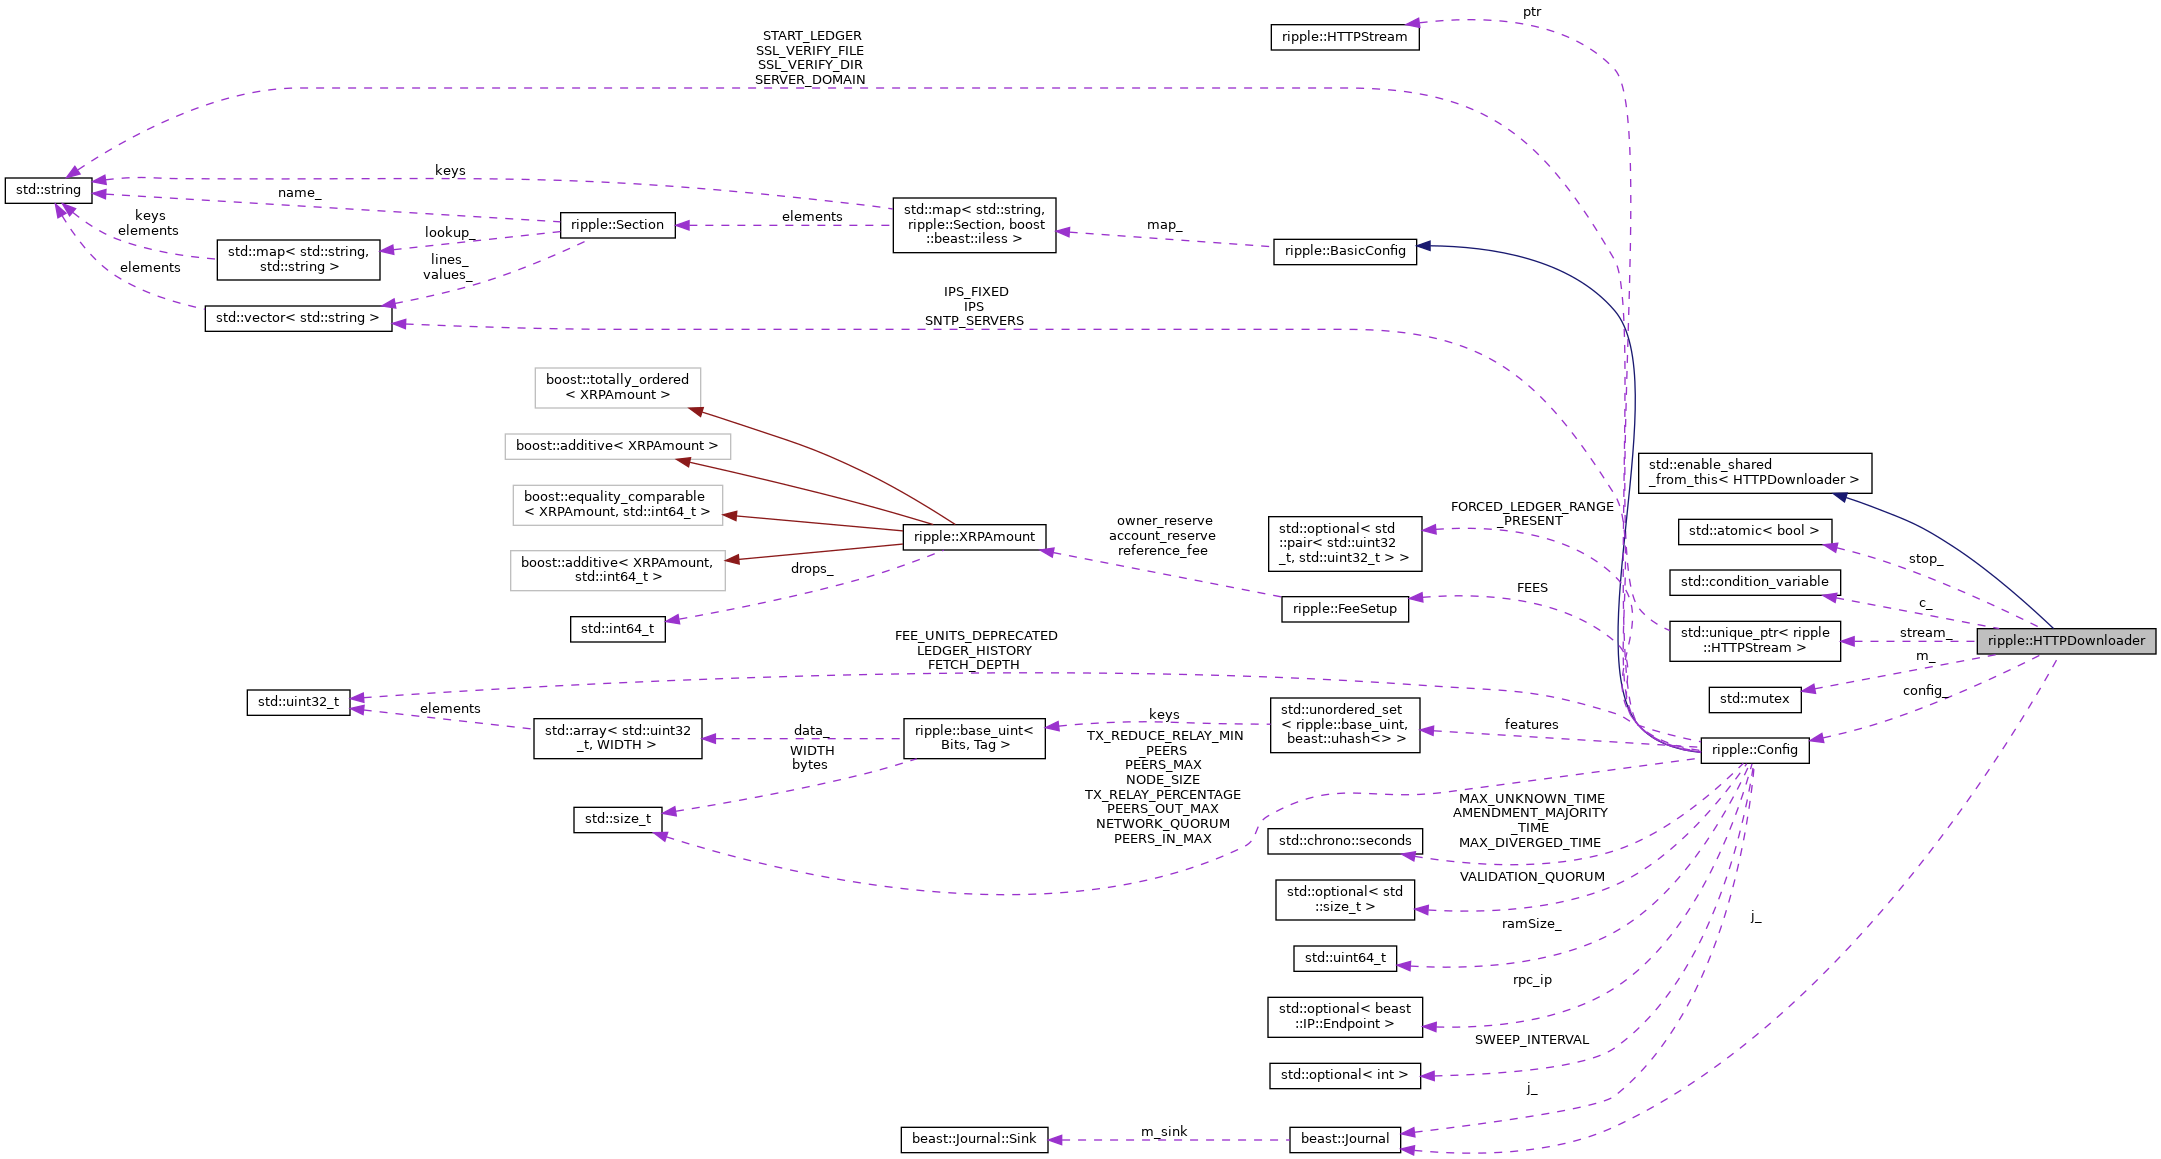 ptr
ripple::HTTPStream
START_LEDGER
SSL_VERIFY_FILE
SSL_VERIFY_DIR
SERVER_DOMAIN
std::string
keys
name_
keys
elements
lookup_
ripple::Section
elements
std::map< std::string,
ripple::Section, boost
::beast::iless >
map_
ripple::BasicConfig
std::map< std::string,
std::string >
elements
lines_
values_
std::vector< std::string >
IPS_FIXED
IPS
SNTP_SERVERS
boost::totally_ordered
< XRPAmount >
boost::additive< XRPAmount >
boost::equality_comparable
< XRPAmount, std::int64_t >
boost::additive< XRPAmount,
std::int64_t >
ripple::XRPAmount
drops_
std::int64_t
owner_reserve
account_reserve
reference_fee
std::optional< std
::pair< std::uint32
_t, std::uint32_t > >
FORCED_LEDGER_RANGE
_PRESENT
ripple::FeeSetup
FEES
std::enable_shared
_from_this< HTTPDownloader >
std::atomic< bool >
stop_
std::condition_variable
c_
std::unique_ptr< ripple
::HTTPStream >
stream_
ripple::HTTPDownloader
std::mutex
m_
config_
FEE_UNITS_DEPRECATED
LEDGER_HISTORY
FETCH_DEPTH
std::uint32_t
elements
std::array< std::uint32
_t, WIDTH >
data_
WIDTH
bytes
ripple::base_uint<
Bits, Tag >
keys
std::unordered_set
< ripple::base_uint,
beast::uhash<> >
features
ripple::Config
std::size_t
TX_REDUCE_RELAY_MIN
_PEERS
PEERS_MAX
NODE_SIZE
TX_RELAY_PERCENTAGE
PEERS_OUT_MAX
NETWORK_QUORUM
PEERS_IN_MAX
MAX_UNKNOWN_TIME
AMENDMENT_MAJORITY
_TIME
MAX_DIVERGED_TIME
std::chrono::seconds
VALIDATION_QUORUM
std::optional< std
::size_t >
ramSize_
std::uint64_t
rpc_ip
std::optional< beast
::IP::Endpoint >
SWEEP_INTERVAL
std::optional< int >
j_
j_
beast::Journal
m_sink
beast::Journal::Sink